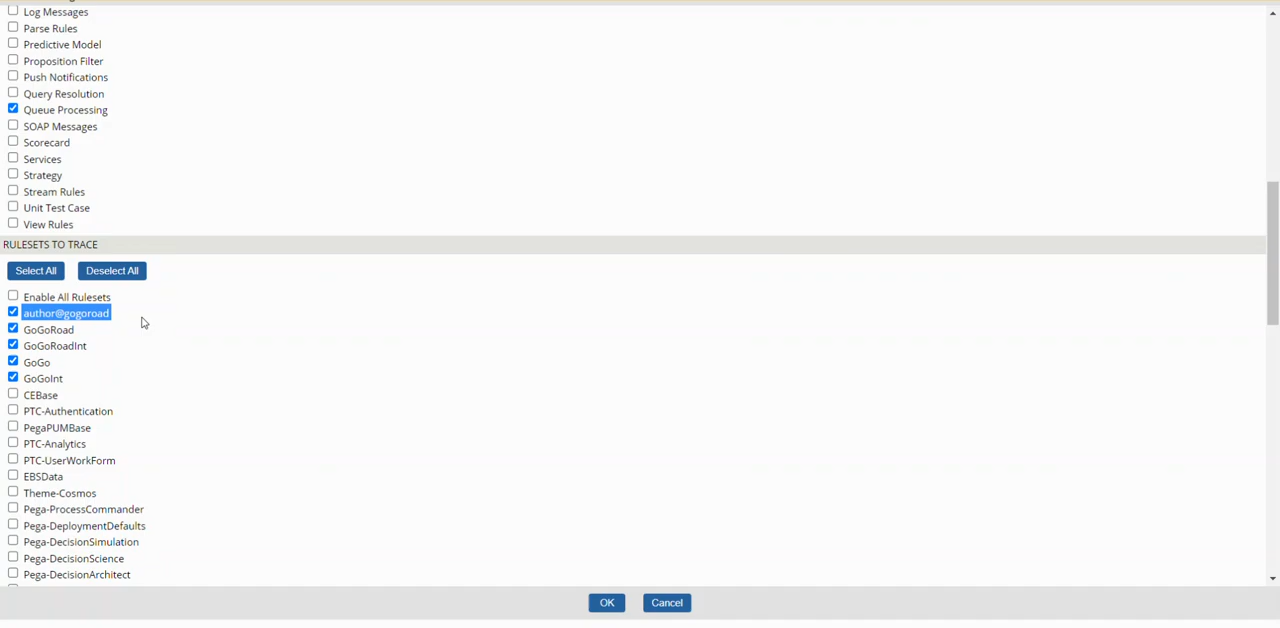 Log Messages
Parse Rules
Predictive Model
Proposition Filter
Push Notifications
Query Resolution
Queue Processing
SOAP Messages
Scorecard
Services
Strategy
Stream Rules
Unit Test Case
View Rules
RULESETS TO TRACE
Select All Deselect All
Enable All Rulesets
author@gogoroad
GoGoRoad
GoGoRoadInt
GoGo
GoGoInt
CEBase
PTC-Authentication
PegaPUMBase
PTC-Analytics
PTC-UserWorkForm
EBSData
Theme-Cosmos
Pega-ProcessCommander
Pega-DeploymentDefaults
Pega-DecisionSimulation
Pega-DecisionScience
Pega-DecisionArchitect
OK Cancel